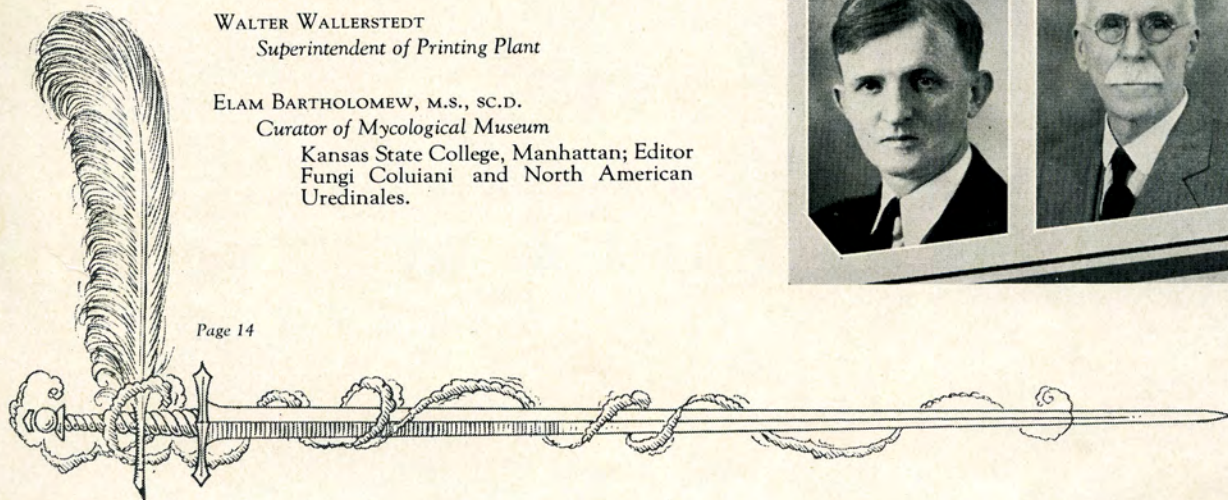 WALTER WALLERSTEDT
Superintendent of Printing Plant
ELAM BARTHOLOMEW, M.S., SC.D.
Curator of Mycological Museum
Kansas State College, Manhattan; Editor
Fungi Coluiani and North American
Uredinales.
Page 14